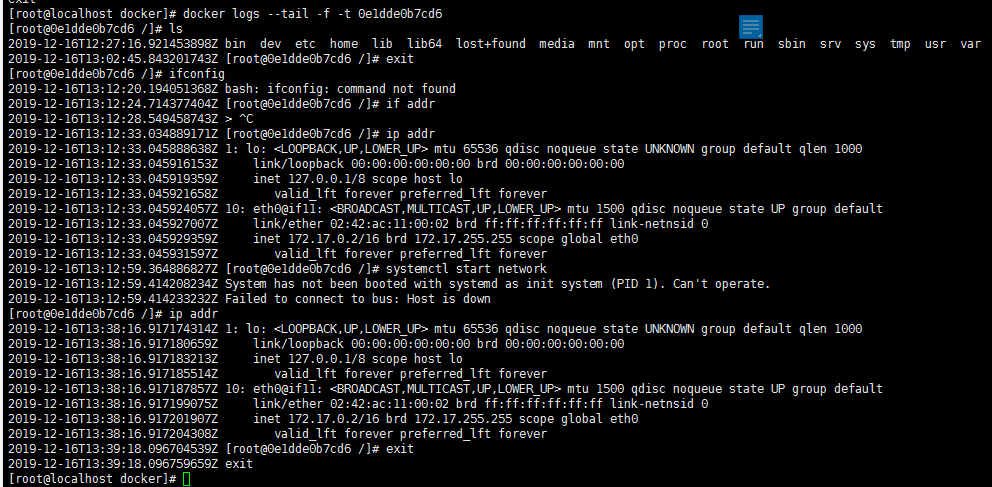 exit
[root@localhost docker]# docker logs --tail -f -t 0e1dde0b7cd6
[root@0e1dde0b7cd6 /]# ls
2019-12-16T12:27:16.921453898Z bin  dev  etc  home  lib  lib64  lost+found  media  mnt  opt  proc  root  run  sbin  srv  sys  tmp  usr  var
2019-12-16T13:02:45.843201743Z [root@0e1dde0b7cd6 /]# exit
[root@0e1dde0b7cd6 /]# ifconfig
2019-12-16T13:12:20.194051368Z bash: ifconfig: command not found
2019-12-16T13:12:24.714377404Z [root@0e1dde0b7cd6 /]# if addr
2019-12-16T13:12:28.549458743Z > ^C
2019-12-16T13:12:33.034889171Z [root@0e1dde0b7cd6 /]# ip addr
2019-12-16T13:12:33.045888638Z 1: lo: <LOOPBACK,UP,LOWER_UP> mtu 65536 qdisc noqueue state UNKNOWN group default qlen 1000
2019-12-16T13:12:33.045916153Z     link/loopback 00:00:00:00:00:00 brd 00:00:00:00:00:00
2019-12-16T13:12:33.045919359Z     inet 127.0.0.1/8 scope host lo
2019-12-16T13:12:33.045921658Z        valid_lft forever preferred_lft forever
2019-12-16T13:12:33.045924057Z 10: eth0@if11: <BROADCAST,MULTICAST,UP,LOWER_UP> mtu 1500 qdisc noqueue state UP group default
2019-12-16T13:12:33.045927007Z     link/ether 02:42:ac:11:00:02 brd ff:ff:ff:ff:ff:ff link-netnsid 0
2019-12-16T13:12:33.045929359Z     inet 172.17.0.2/16 brd 172.17.255.255 scope global eth0
2019-12-16T13:12:33.045931597Z        valid_lft forever preferred_lft forever
2019-12-16T13:12:59.364886827Z [root@0e1dde0b7cd6 /]# systemctl start network
2019-12-16T13:12:59.414208234Z System has not been booted with systemd as init system (PID 1). Can't operate.
2019-12-16T13:12:59.414233232Z Failed to connect to bus: Host is down
[root@0e1dde0b7cd6 /]# ip addr
2019-12-16T13:38:16.917174314Z 1: lo: <LOOPBACK,UP,LOWER_UP> mtu 65536 qdisc noqueue state UNKNOWN group default qlen 1000
2019-12-16T13:38:16.917180659Z     link/loopback 00:00:00:00:00:00 brd 00:00:00:00:00:00
2019-12-16T13:38:16.917183213Z     inet 127.0.0.1/8 scope host lo
2019-12-16T13:38:16.917185514Z        valid_lft forever preferred_lft forever
2019-12-16T13:38:16.917187857Z 10: eth0@if11: <BROADCAST,MULTICAST,UP,LOWER_UP> mtu 1500 qdisc noqueue state UP group default
2019-12-16T13:38:16.917199075Z     link/ether 02:42:ac:11:00:02 brd ff:ff:ff:ff:ff:ff link-netnsid 0
2019-12-16T13:38:16.917201907Z     inet 172.17.0.2/16 brd 172.17.255.255 scope global eth0
2019-12-16T13:38:16.917204308Z        valid_lft forever preferred_lft forever
2019-12-16T13:39:18.096704539Z [root@0e1dde0b7cd6 /]# exit
2019-12-16T13:39:18.096759659Z exit
[root@localhost docker]#